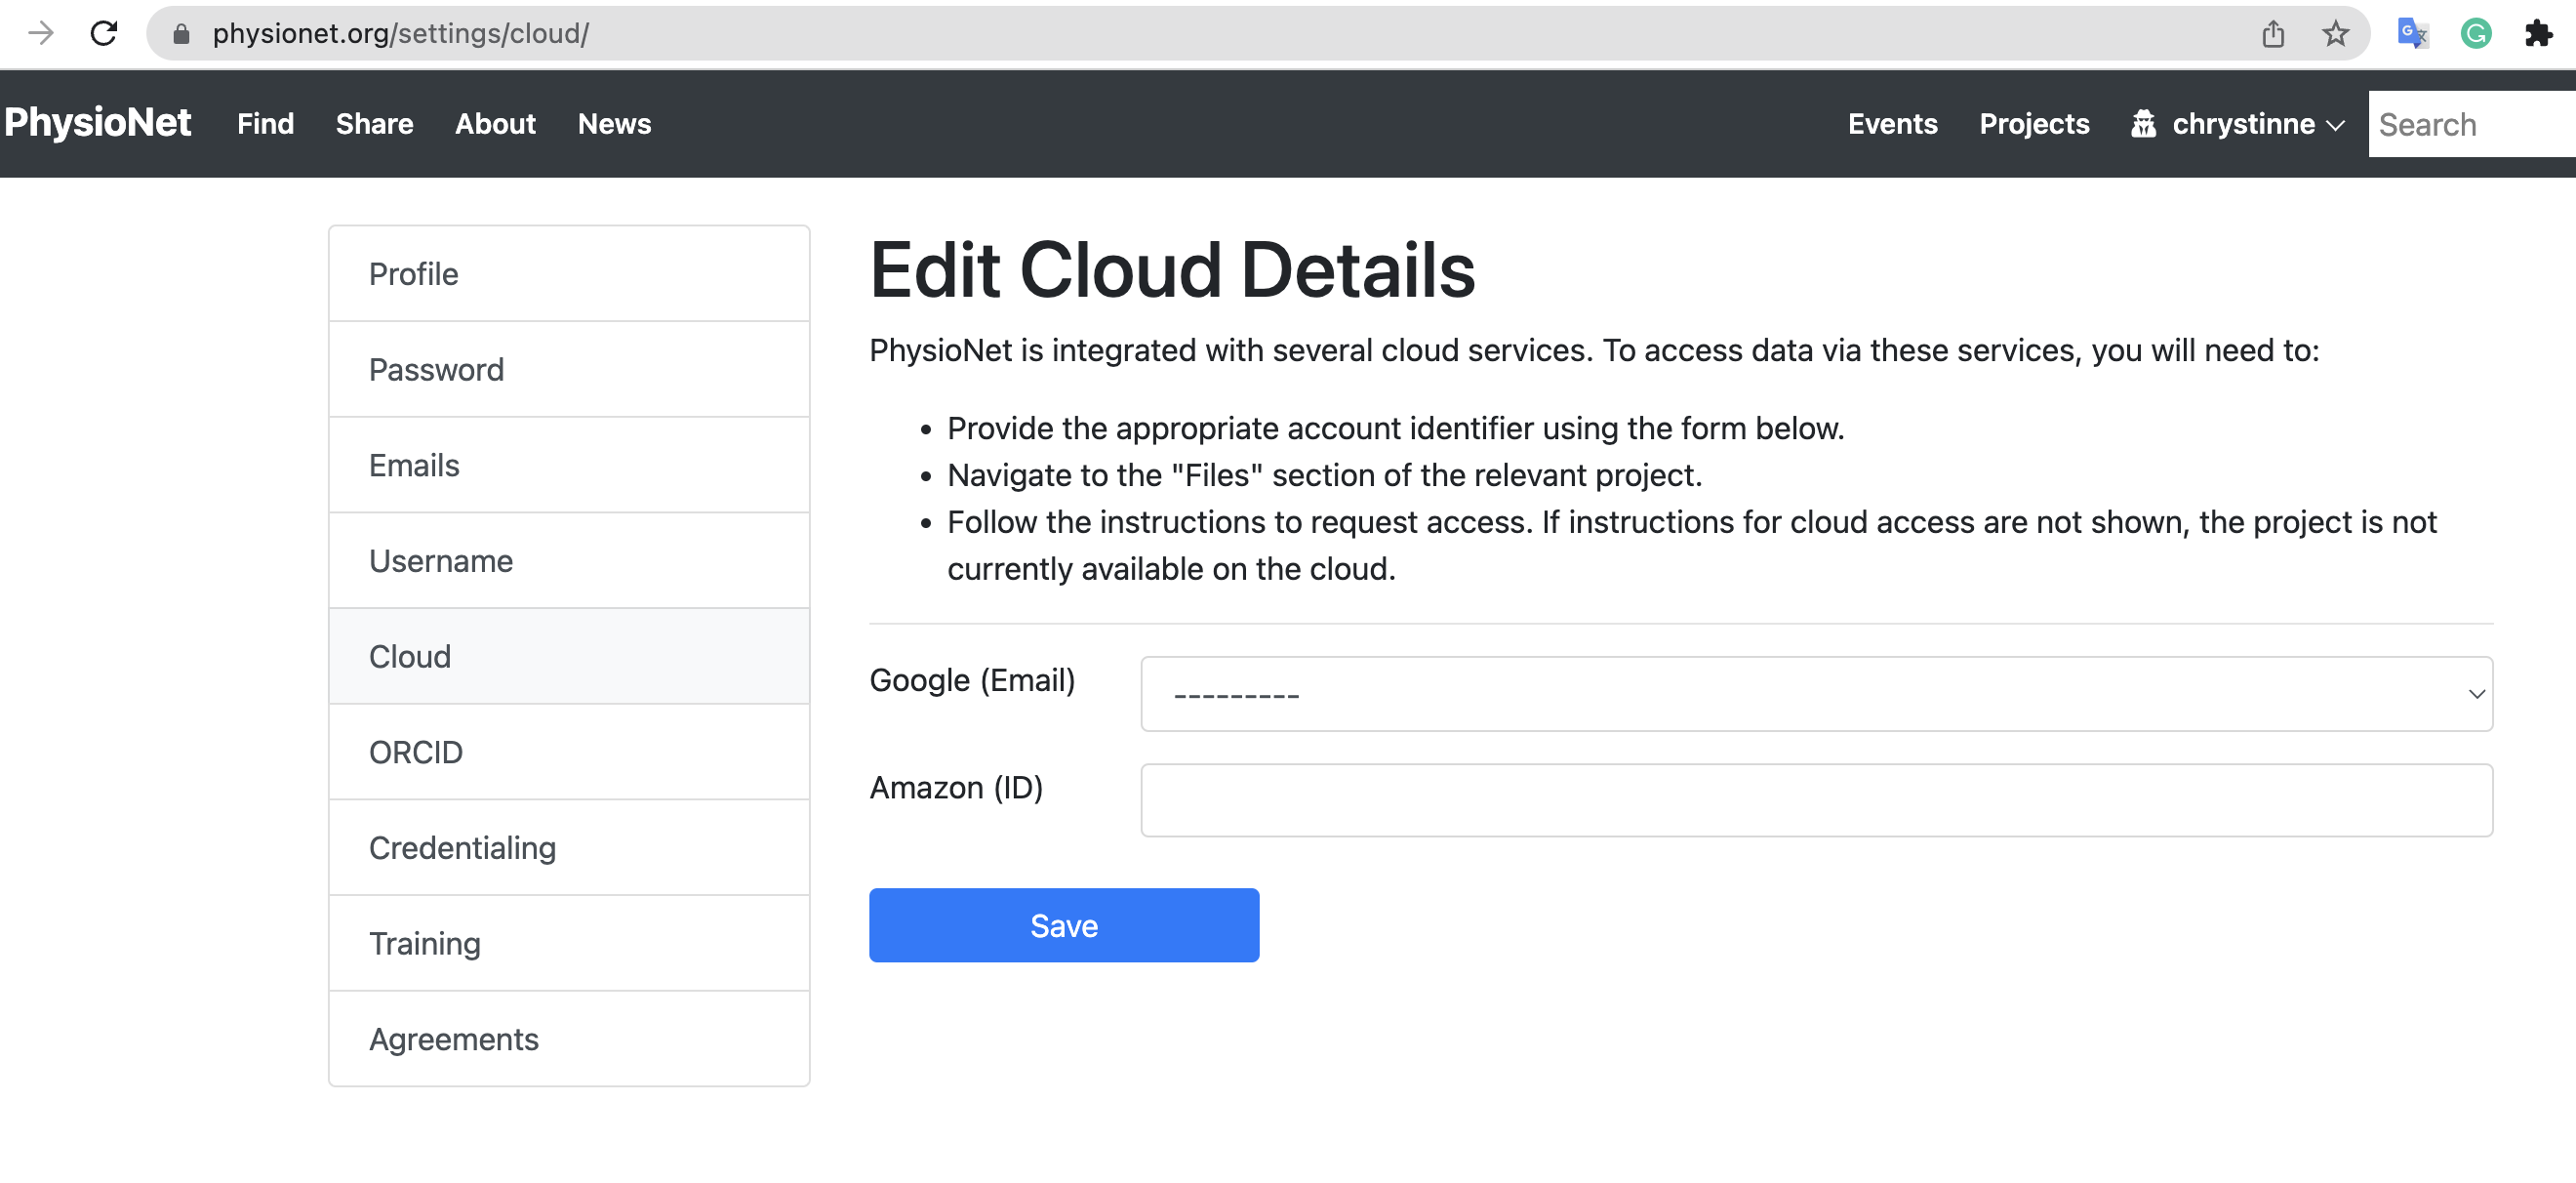 physionet.org/settings/cloud/
PhysioNet Find Share About News Events Projects chrystinne Search
Profile
Password
Emails
Username
Cloud
ORCID
Credentialing
Training
Agreements
Edit Cloud Details
PhysioNet is integrated with several cloud services. To access data via these services, you will need to:
• Provide the appropriate account identifier using the form below.
• Navigate to the "Files" section of the relevant project.
• Follow the instructions to request access. If instructions for cloud access are not shown, the project is not
currently available on the cloud.
Google (Email) ---------
Amazon (ID)
Save